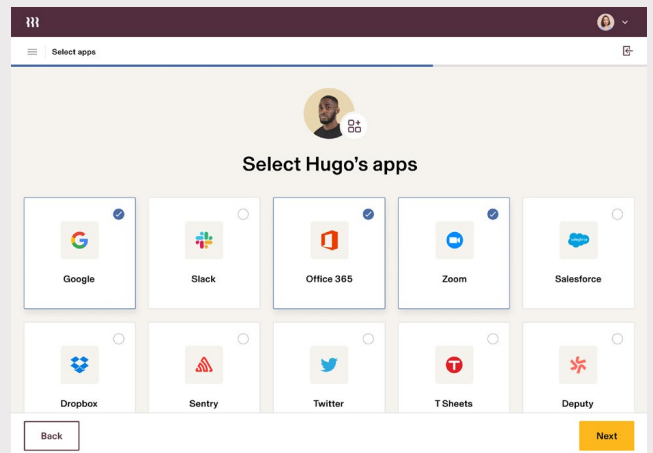 Select apps
Select Hugo's apps
Google Slack Office 365 Zoom Salesforce
Dropbox Sentry Twitter T Sheets Deputy
Back Next